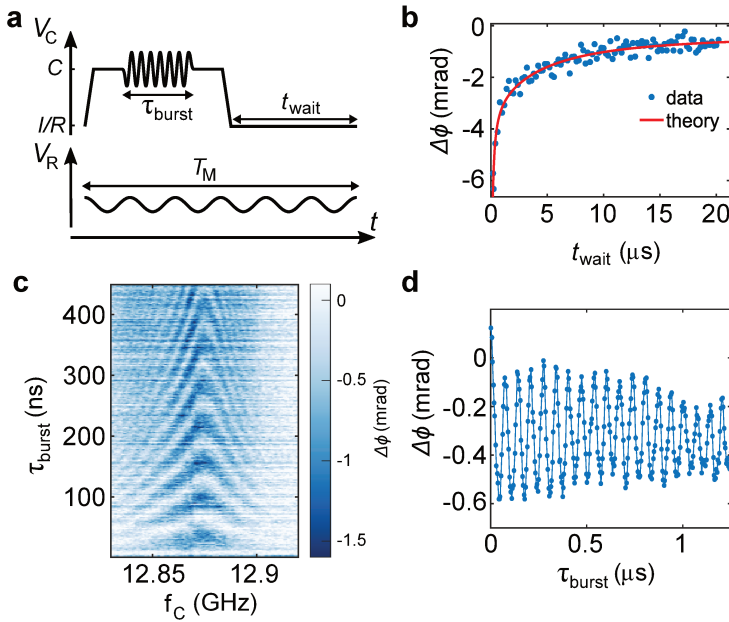 a
V_C
C
τ_burst
t_wait
I/R
V_R
T_M
t
b
0
-2
-4
-6
Δϕ (mrad)
data
theory
0 5 10 15 20
t_wait (μs)
c
400
300
200
100
τ_burst (ns)
12.85 12.9
f_C (GHz)
0
-0.5
-1
-1.5
Δϕ (mrad)
d
0
-0.2
-0.4
-0.6
Δϕ (mrad)
0 0.5 1
τ_burst (μs)